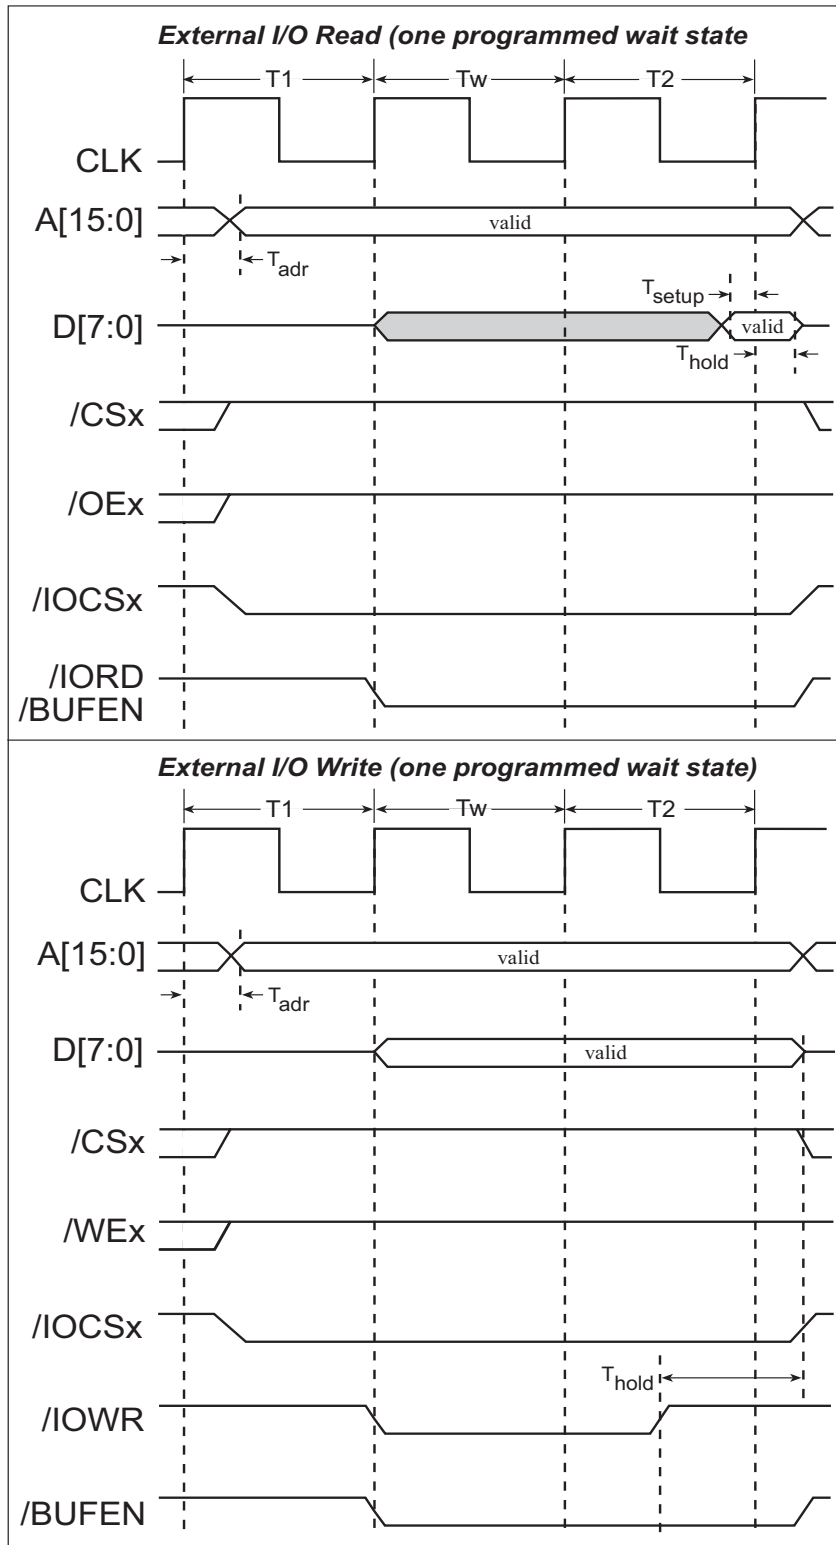 External I/O Read (one programmed wait state
T1 Tw T2
CLK
A[15:0] valid
Tadr
Tsetup
D[7:0] valid
Thold
/CSx
/OEx
/IOCSx
/IORD
/BUFEN
External I/O Write (one programmed wait state)
T1 Tw T2
CLK
A[15:0] valid
Tadr
D[7:0] valid
/CSx
/WEx
/IOCSx
Thold
/IOWR
/BUFEN